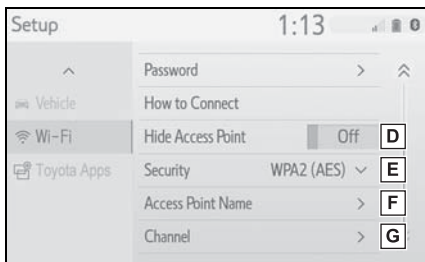 Setup 1:13 0
Password
Vehicle How to Connect
Wi-Fi Hide Access Point Off D
Toyota Apps Security WPA2 (AES) E
Access Point Name F
Channel G